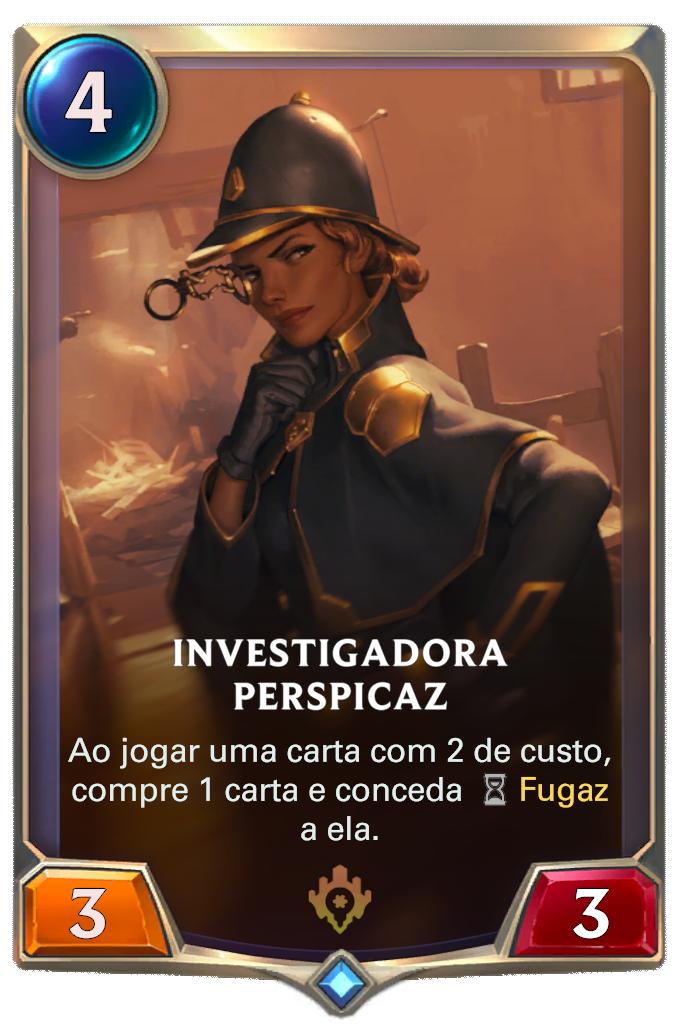 4
INVESTIGADORA
PERSPICAZ
Ao jogar uma carta com 2 de custo,
compre 1 carta e conceda Fugaz
a ela.
3
3